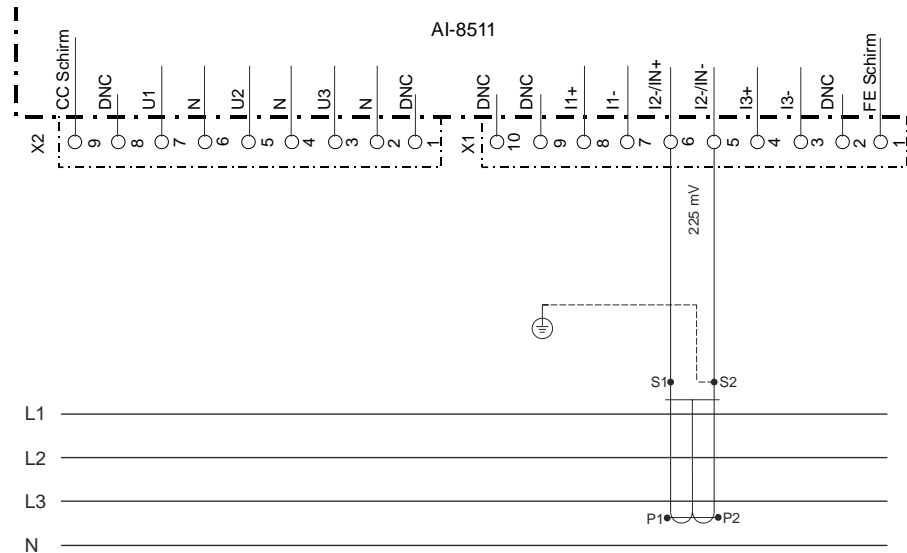 AI-8511
CC Schirm
DNC
U1
N
U2
N
U3
N
DNC
DNC
DNC
I1+
I1-
I2-/IN+
I2-/IN-
I3+
I3-
DNC
FE Schirm
X2
9
8
7
6
5
4
3
2
1
X1
10
9
8
7
6
5
4
3
2
1
225 mV
S1
S2
L1
L2
L3
P1
P2
N